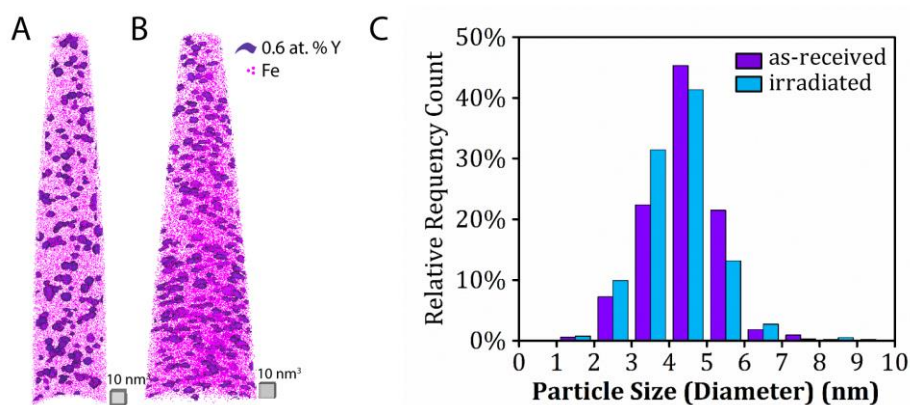 A
B
0.6 at. % Y
Fe
10 nm³
10 nm³
C
Relative Requency Count
50%
40%
30%
20%
10%
0%
as-received
irradiated
0 1 2 3 4 5 6 7 8 9 10
Particle Size (Diameter) (nm)